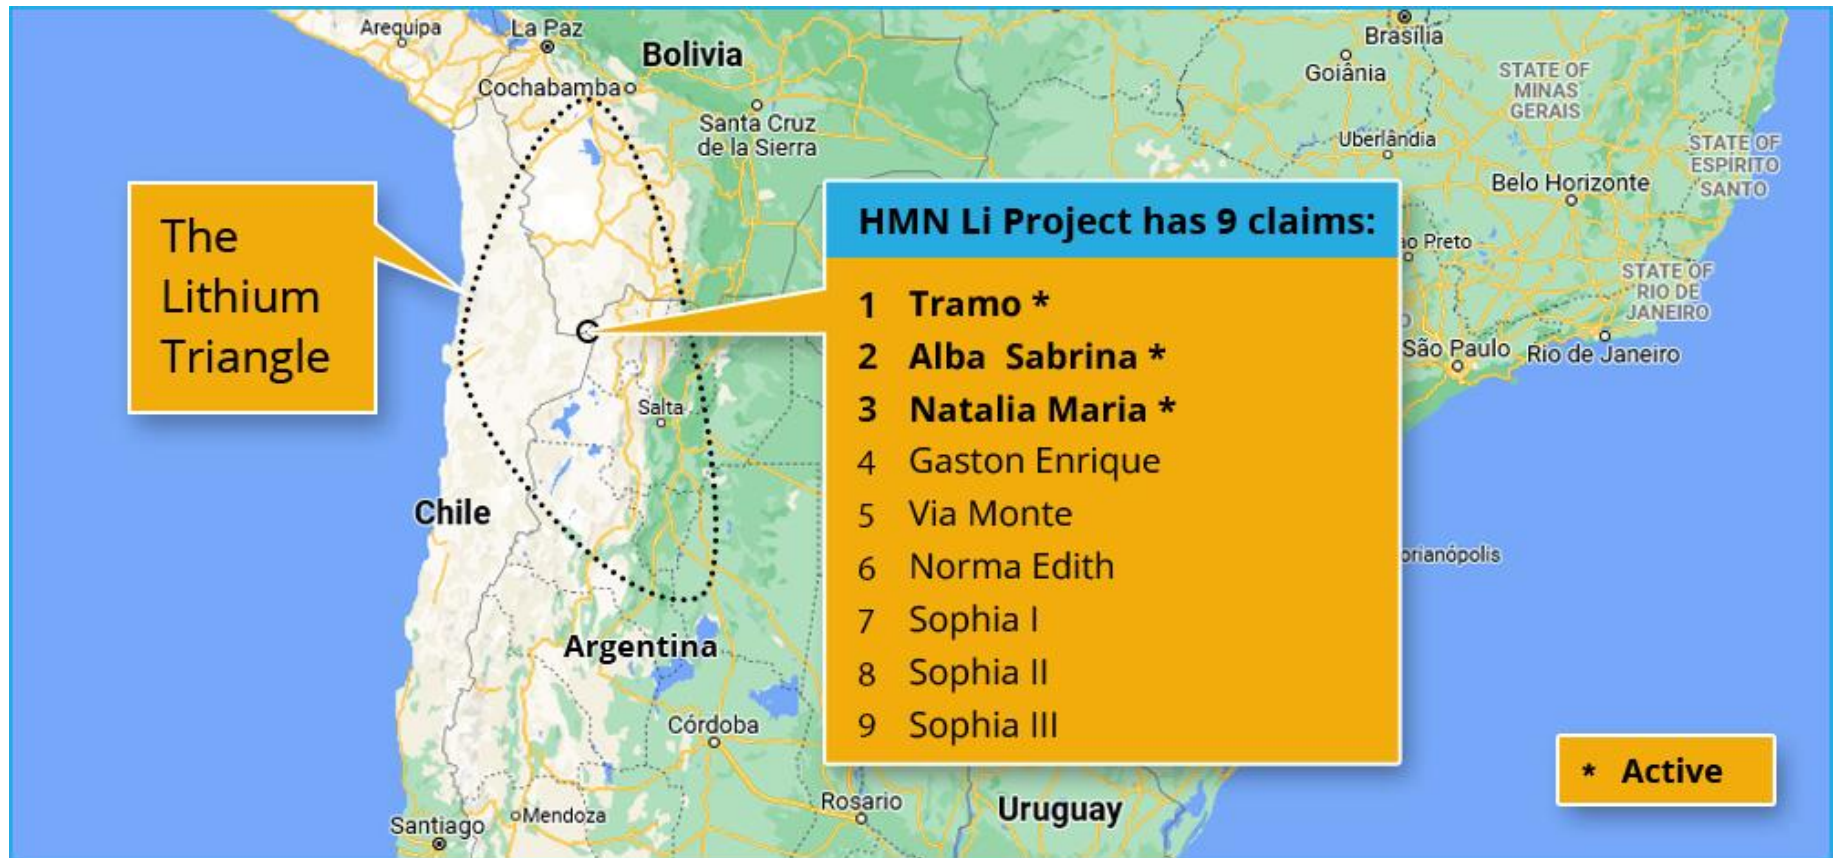 Arequipa
La Paz
Bolivia
Brasília
Goiânia
STATE OF
MINAS
GERAIS
Cochabamba
Santa Cruz
de la Sierra
Uberlândia
STATE OF
ESPÍRITO
SANTO
Belo Horizonte
The
Lithium
Triangle
HMN Li Project has 9 claims:
1 Tramo *
2 Alba Sabrina *
3 Natalia Maria *
4 Gaston Enrique
5 Via Monte
6 Norma Edith
7 Sophia I
8 Sophia II
9 Sophia III
Preto
STATE OF
RIO DE
JANEIRO
São Paulo
Rio de Janeiro
Salta
Chile
Argentina
Córdoba
Rosario
Uruguay
Mendoza
Santiago
* Active